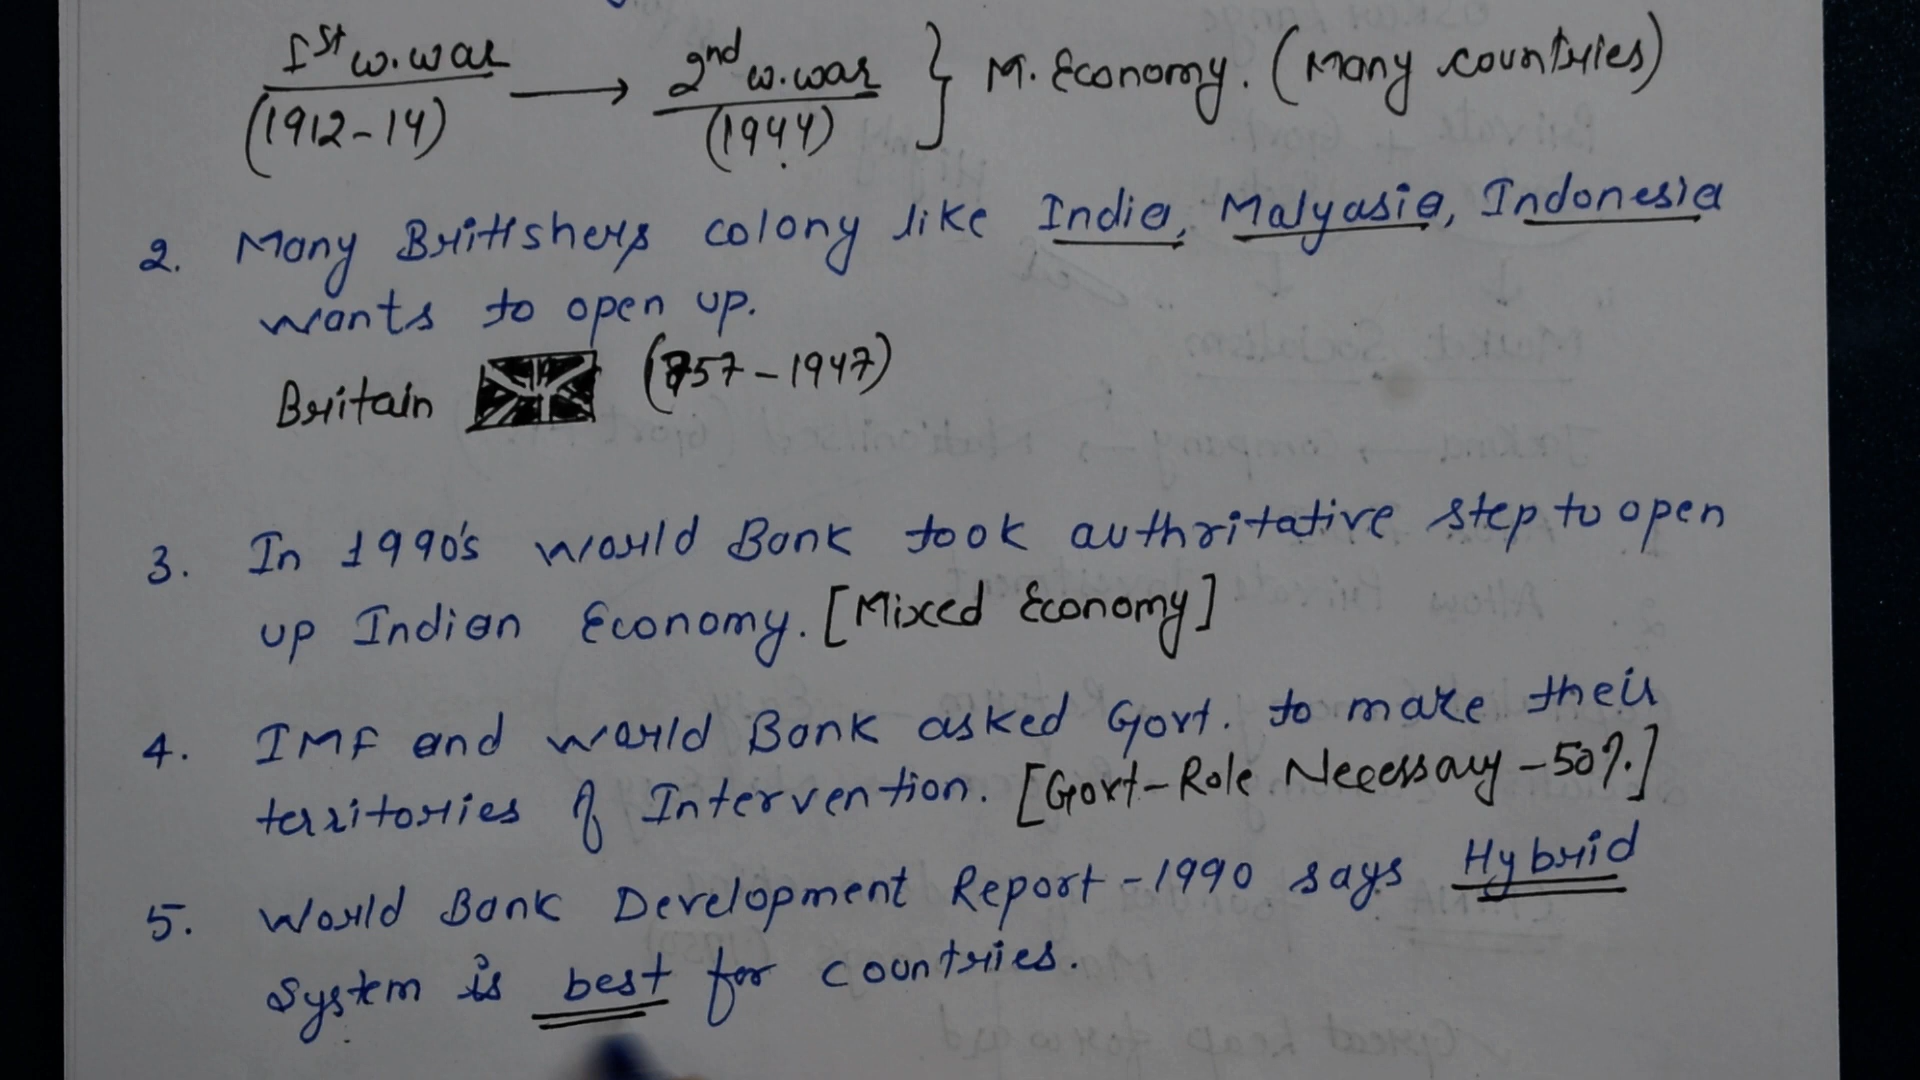 1st w.war → 2nd w.war } M. Economy. (Many countries)
(1912-14) (1944)
2. Many Brittshers colony like India, Malyasia, Indonesia
wants to open up.
Britain (757-1947)
3. In 1990's World Bank took authritative step to open
up Indian Economy. [Mixed Economy]
4. IMF and World Bank asked Govt. to make their
territories of Intervention. [Govt-Role Necessary-50%.]
5. World Bank Development Report-1990 says Hybrid
System is best for countries.